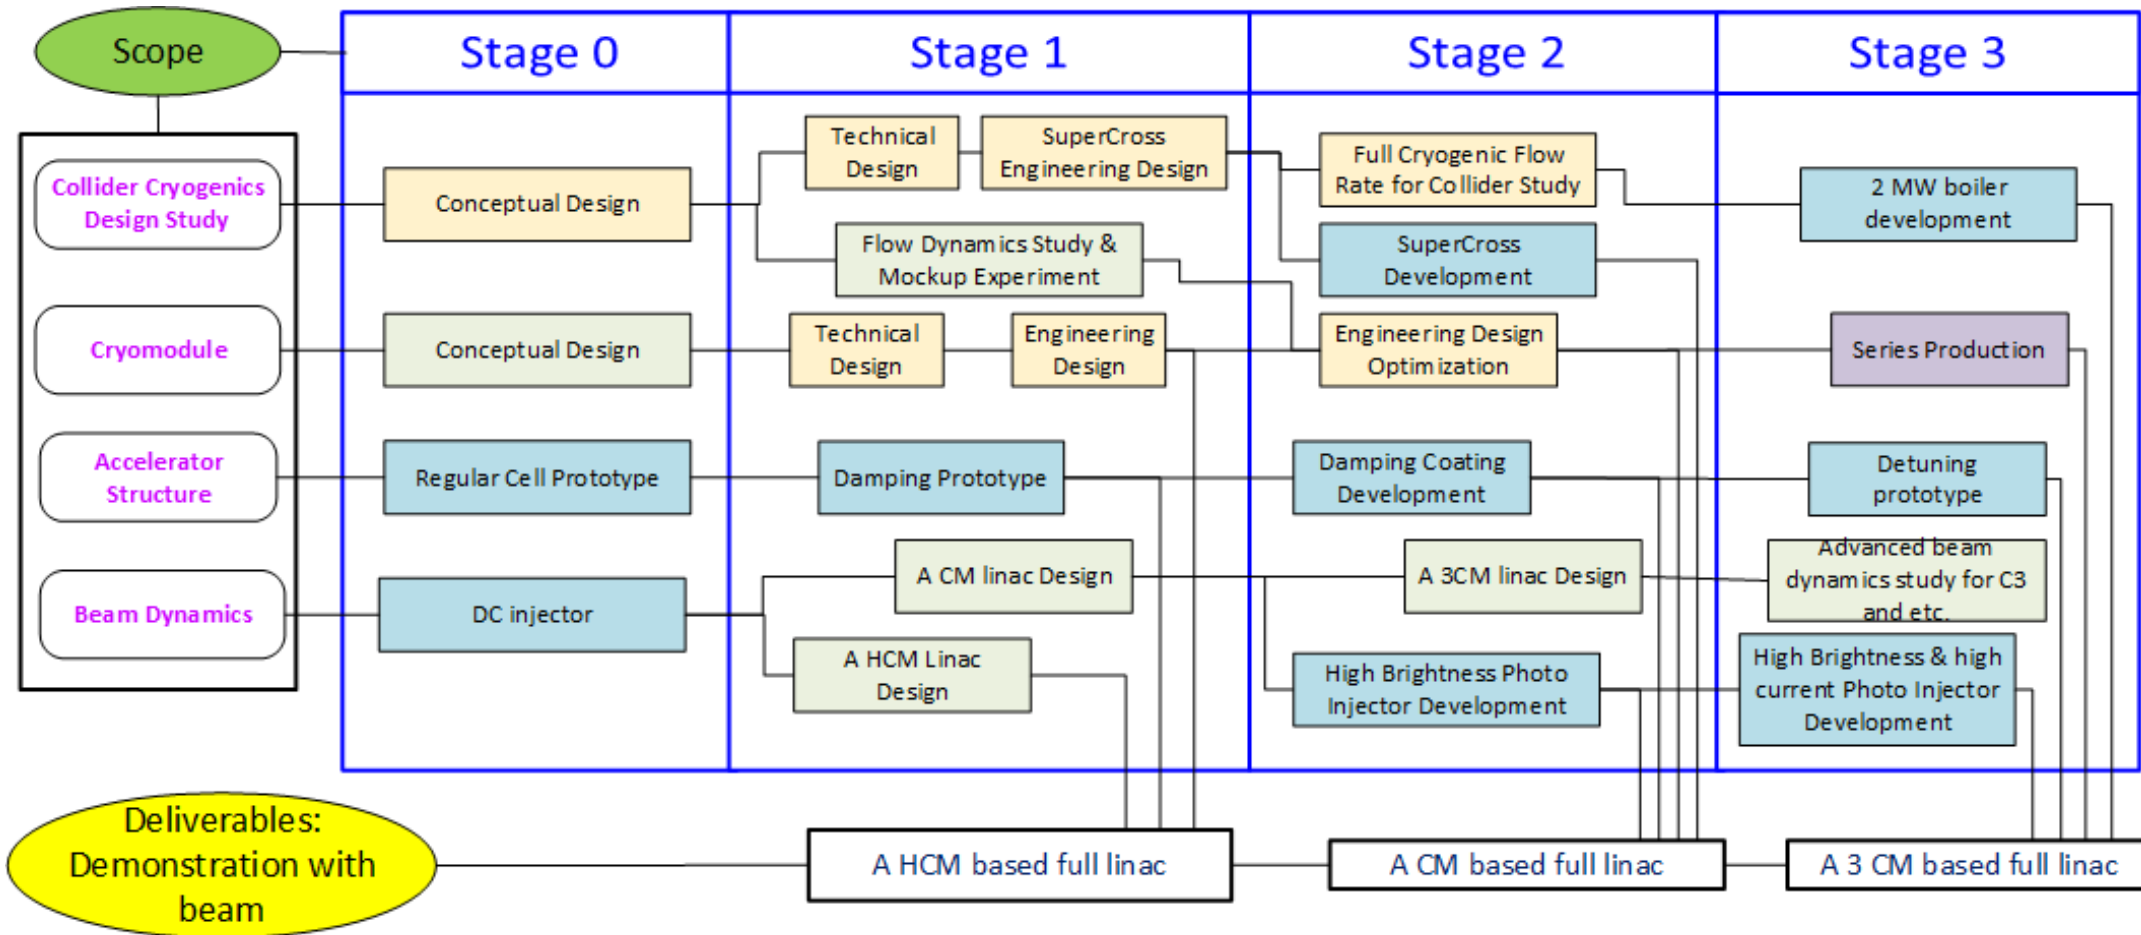 Scope
Stage 0
Stage 1
Stage 2
Stage 3
Collider Cryogenics
Design Study
Conceptual Design
Technical
Design
SuperCross
Engineering Design
Flow Dynamics Study &
Mockup Experiment
Full Cryogenic Flow
Rate for Collider Study
SuperCross
Development
2 MW boiler
development
Cryomodule
Conceptual Design
Technical
Design
Engineering
Design
Engineering Design
Optimization
Series Production
Accelerator
Structure
Regular Cell Prototype
Damping Prototype
Damping Coating
Development
Detuning
prototype
Beam Dynamics
DC injector
A CM linac Design
A HCM Linac
Design
A 3CM linac Design
High Brightness Photo
Injector Development
Advanced beam
dynamics study for C3
and etc.
High Brightness & high
current Photo Injector
Development
Deliverables:
Demonstration with
beam
A HCM based full linac
A CM based full linac
A 3 CM based full linac